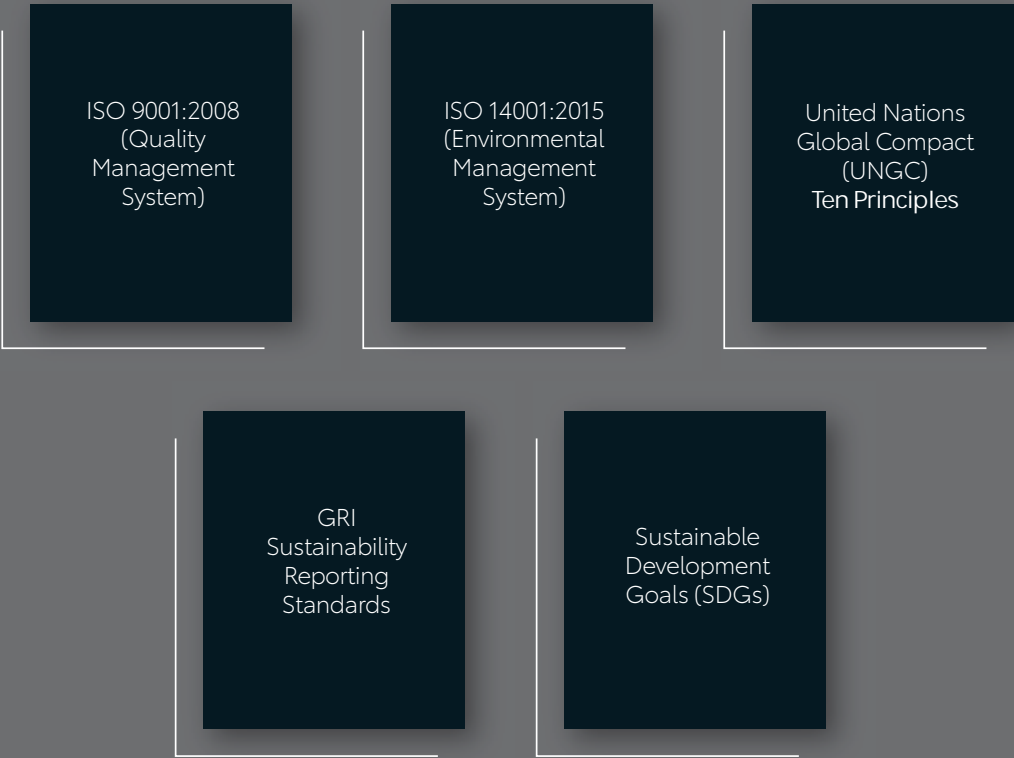 ISO 9001:2008
(Quality
Management
System)
ISO 14001:2015
(Environmental
Management
System)
United Nations
Global Compact
(UNGC)
Ten Principles
GRI
Sustainability
Reporting
Standards
Sustainable
Development
Goals (SDGs)